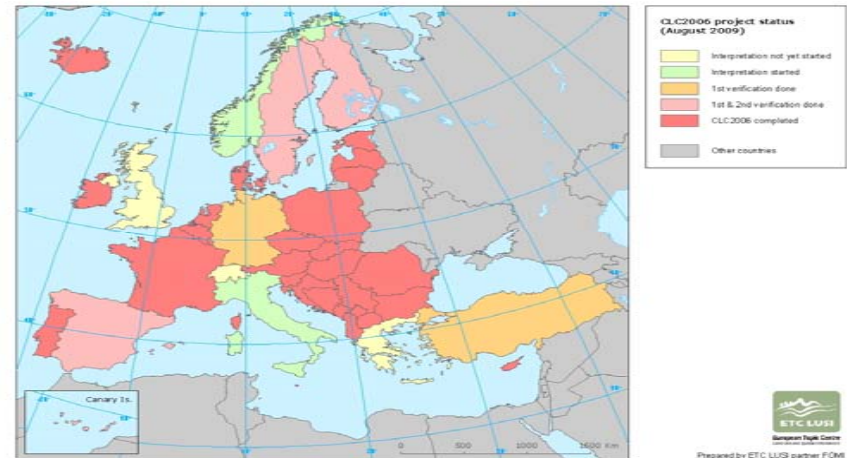 CLC2006 project status
(August 2009)
Interpretation not yet started
Interpretation started
1st verification done
1st & 2nd verification done
CLC2006 completed
Other countries
Canary Is.
0 500 1000 1500 Km
ETC LUSI
European Topic Centre
Prepared by ETC LUSI partner FÖMI